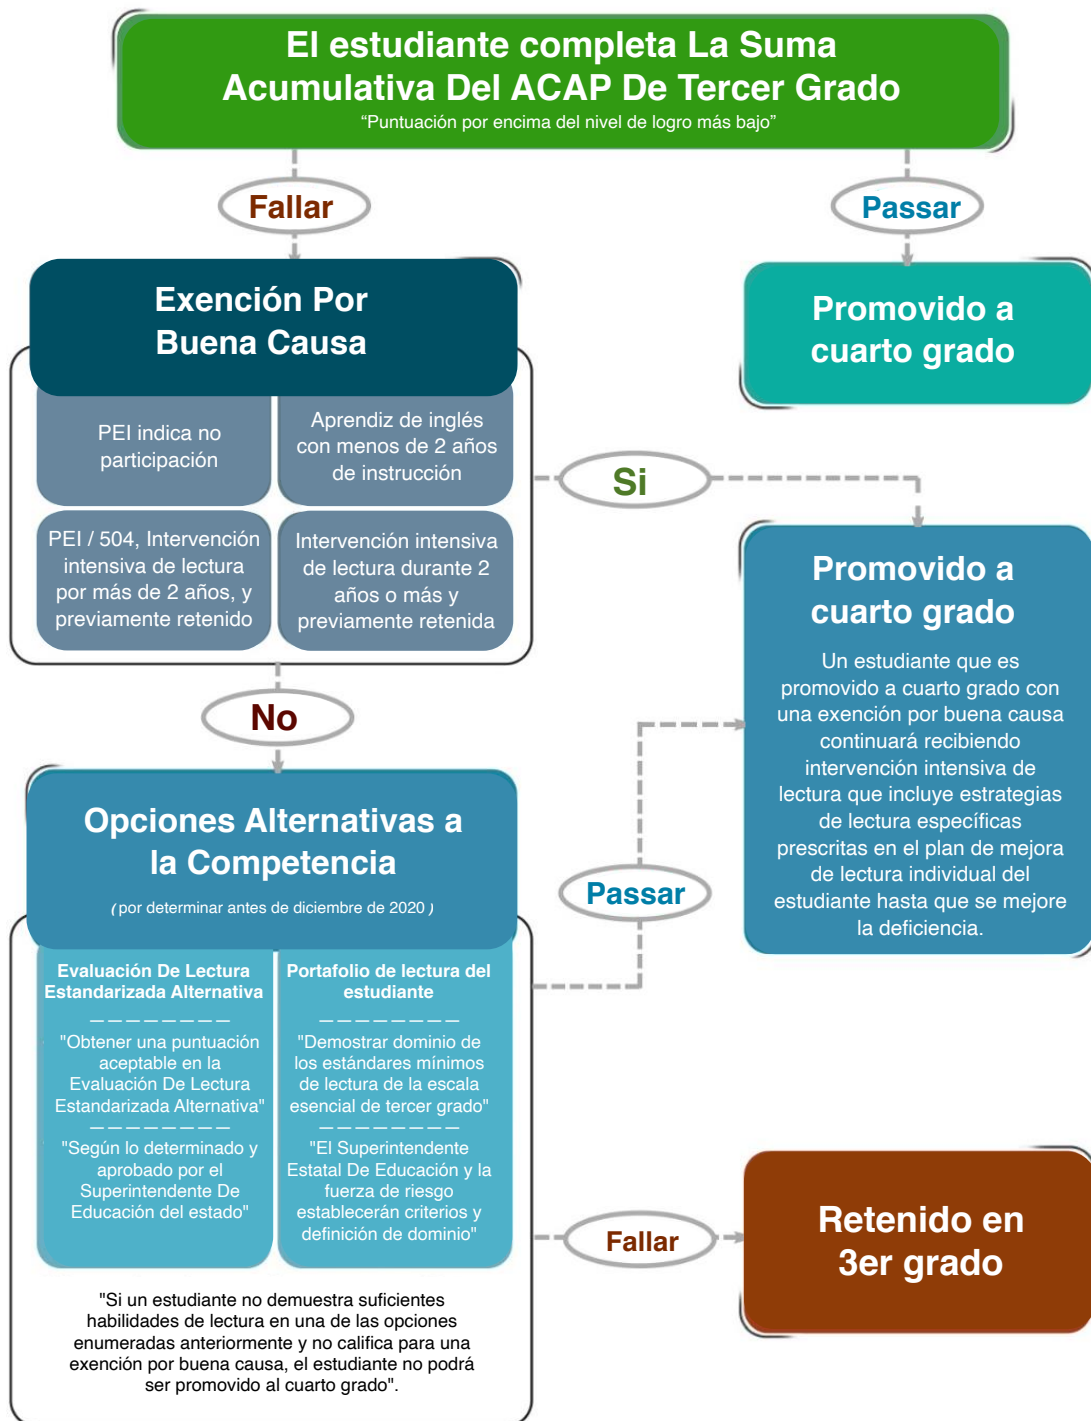 El estudiante completa La Suma
Acumulativa Del ACAP De Tercer Grado
“Puntuación por encima del nivel de logro más bajo”
Fallar
Passar
Exención Por
Buena Causa
Promovido a
cuarto grado
PEI indica no
participación
Aprendiz de inglés
con menos de 2 años
de instrucción
PEI / 504, Intervención
intensiva de lectura
por más de 2 años, y
previamente retenido
Intervención intensiva
de lectura durante 2
años o más y
previamente retenida
Si
Promovido a
cuarto grado
Un estudiante que es
promovido a cuarto grado con
una exención por buena causa
continuará recibiendo
intervención intensiva de
lectura que incluye estrategias
de lectura específicas
prescritas en el plan de mejora
de lectura individual del
estudiante hasta que se mejore
la deficiencia.
No
Opciones Alternativas a
la Competencia
(por determinar antes de diciembre de 2020)
Passar
Evaluación De Lectura
Estandarizada Alternativa
________
"Obtener una puntuación
aceptable en la
Evaluación De Lectura
Estandarizada Alternativa"
________
"Según lo determinado y
aprobado por el
Superintendente De
Educación del estado"
Portafolio de lectura del
estudiante
________
"Demostrar dominio de
los estándares mínimos
de lectura de la escala
esencial de tercer grado"
________
"El Superintendente
Estatal De Educación y la
fuerza de riesgo
establecerán criterios y
definición de dominio"
Fallar
Retenido en
3er grado
"Si un estudiante no demuestra suficientes
habilidades de lectura en una de las opciones
enumeradas anteriormente y no califica para una
exención por buena causa, el estudiante no podrá
ser promovido al cuarto grado".